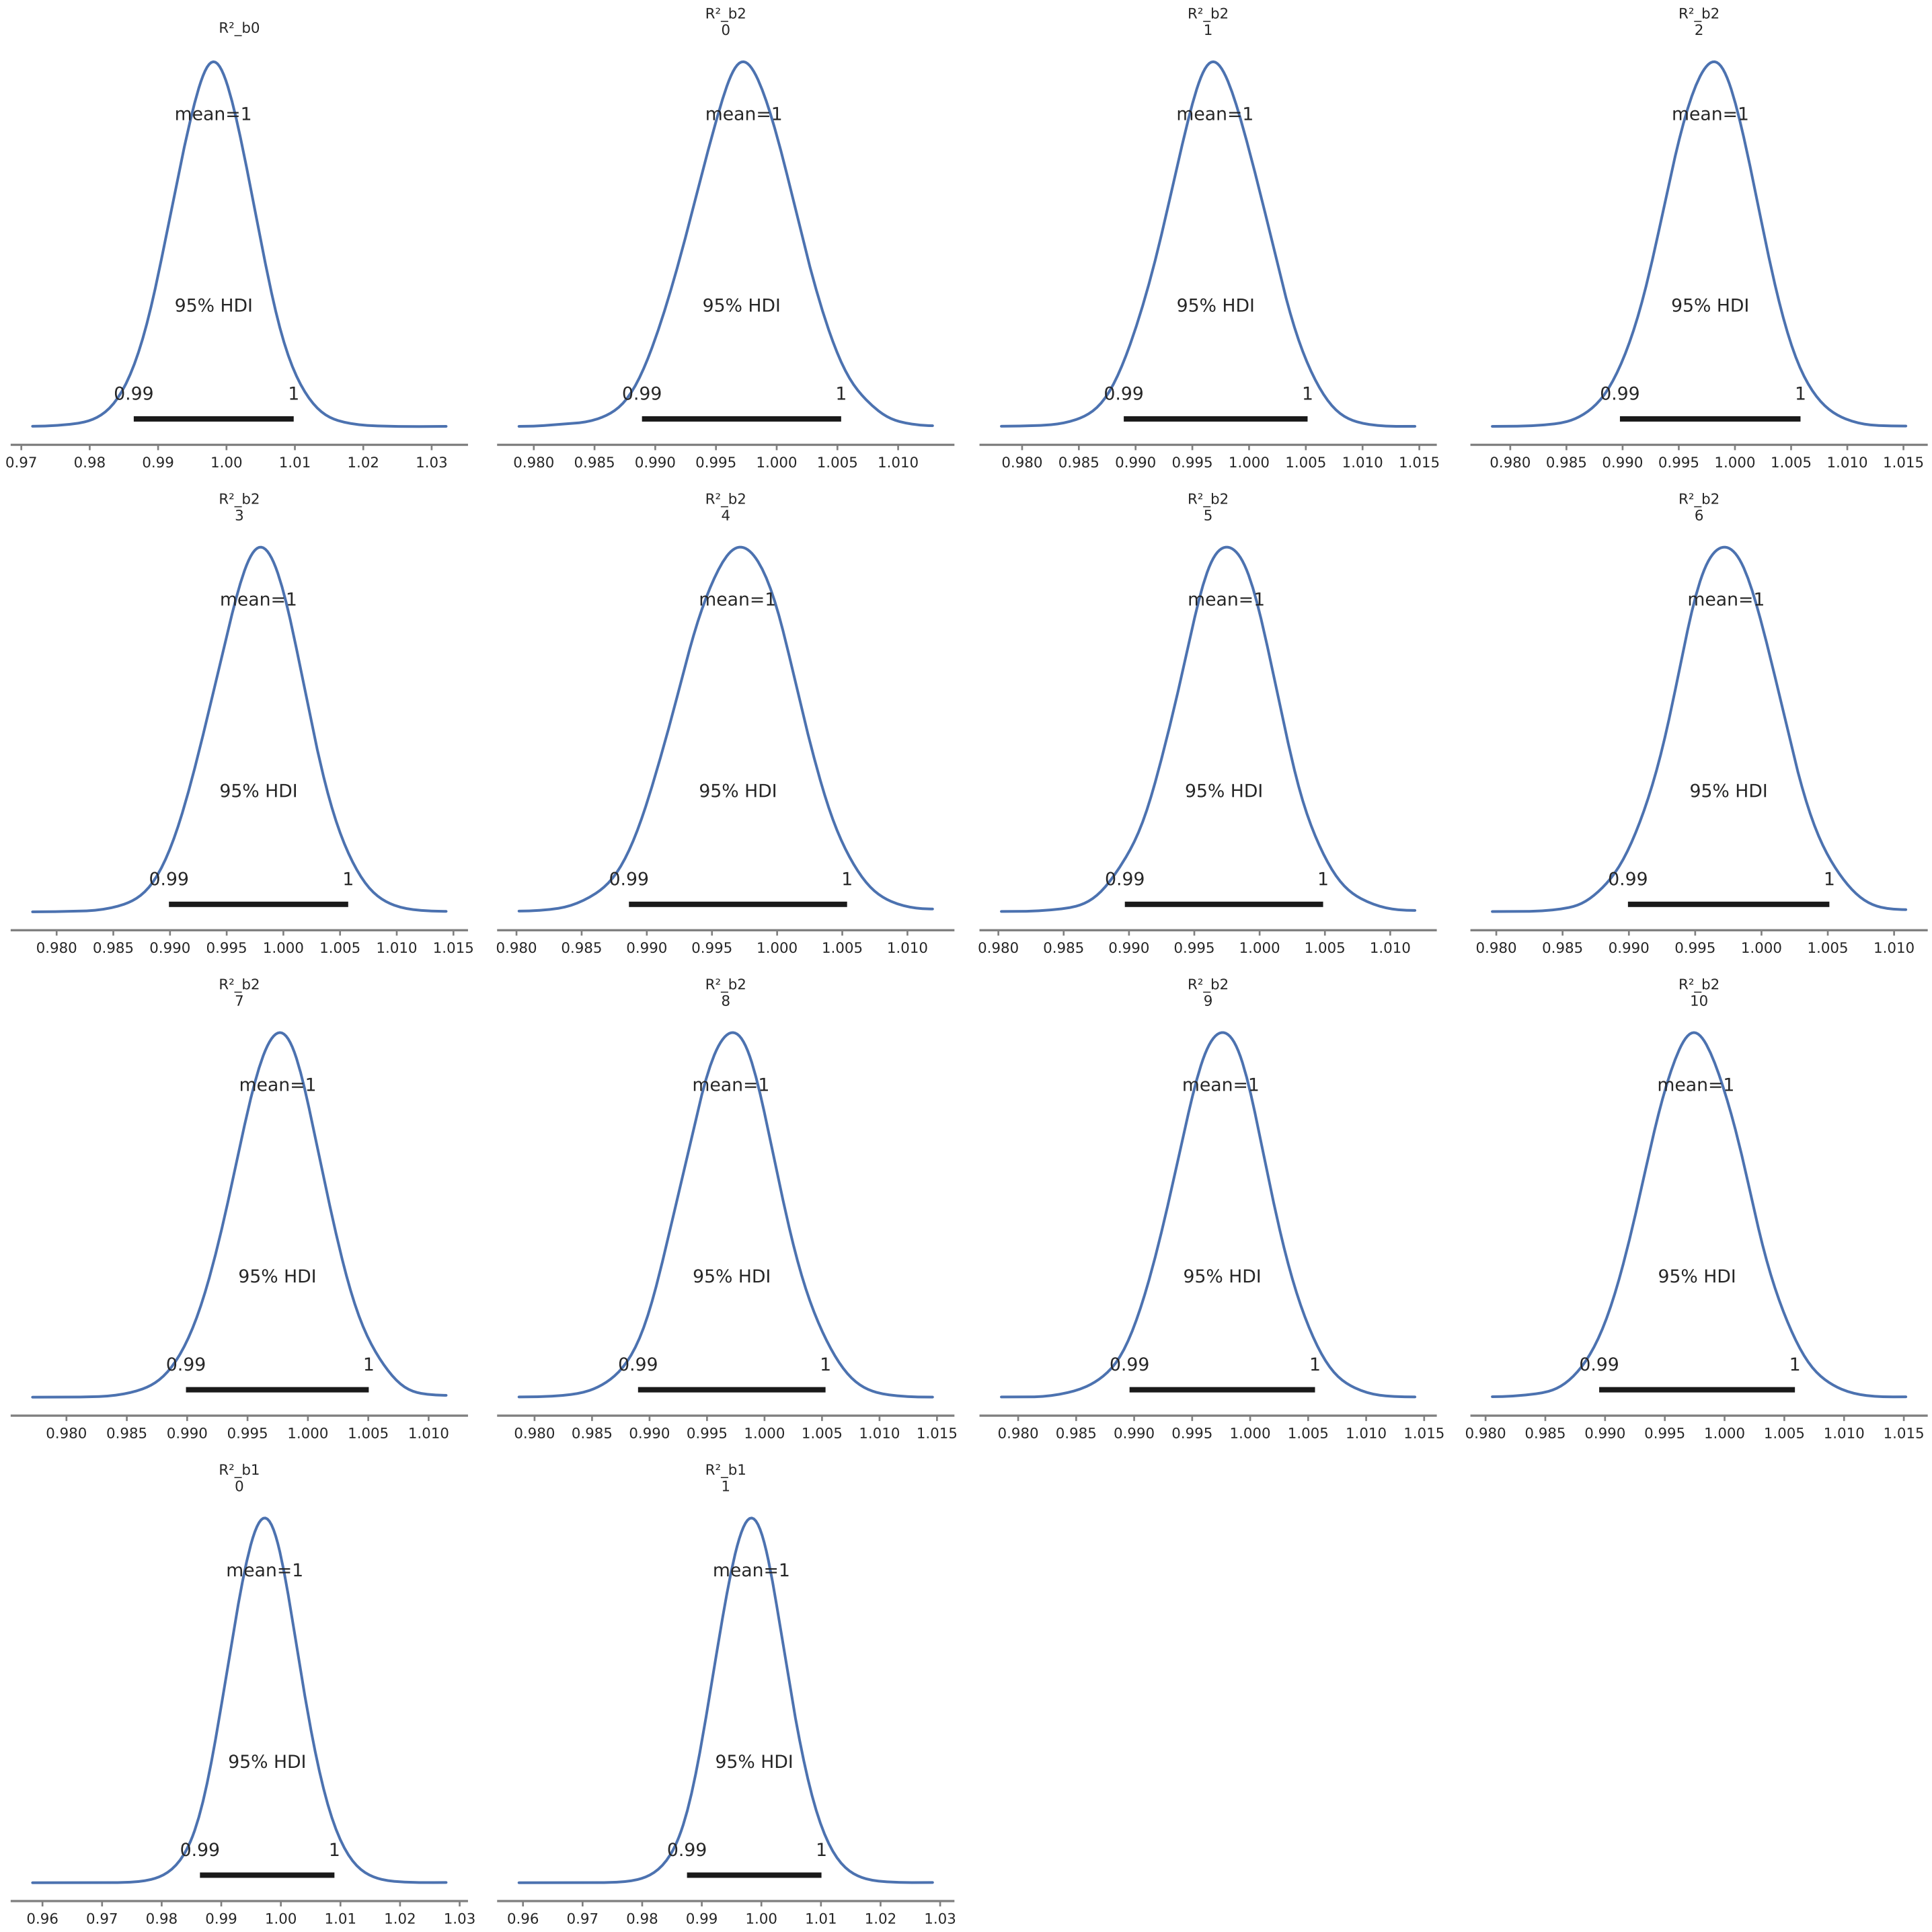 R²_b0
mean=1
95% HDI
0.99 1
0.97 0.98 0.99 1.00 1.01 1.02 1.03
R²_b2
0
mean=1
95% HDI
0.99 1
0.980 0.985 0.990 0.995 1.000 1.005 1.010
R²_b2
1
mean=1
95% HDI
0.99 1
0.980 0.985 0.990 0.995 1.000 1.005 1.010 1.015
R²_b2
2
mean=1
95% HDI
0.99 1
0.980 0.985 0.990 0.995 1.000 1.005 1.010 1.015
R²_b2
3
mean=1
95% HDI
0.99 1
0.980 0.985 0.990 0.995 1.000 1.005 1.010 1.015
R²_b2
4
mean=1
95% HDI
0.99 1
0.980 0.985 0.990 0.995 1.000 1.005 1.010
R²_b2
5
mean=1
95% HDI
0.99 1
0.980 0.985 0.990 0.995 1.000 1.005 1.010
R²_b2
6
mean=1
95% HDI
0.99 1
0.980 0.985 0.990 0.995 1.000 1.005 1.010
R²_b2
7
mean=1
95% HDI
0.99 1
0.980 0.985 0.990 0.995 1.000 1.005 1.010
R²_b2
8
mean=1
95% HDI
0.99 1
0.980 0.985 0.990 0.995 1.000 1.005 1.010 1.015
R²_b2
9
mean=1
95% HDI
0.99 1
0.980 0.985 0.990 0.995 1.000 1.005 1.010 1.015
R²_b2
10
mean=1
95% HDI
0.99 1
0.980 0.985 0.990 0.995 1.000 1.005 1.010 1.015
R²_b1
0
mean=1
95% HDI
0.99 1
0.96 0.97 0.98 0.99 1.00 1.01 1.02 1.03
R²_b1
1
mean=1
95% HDI
0.99 1
0.96 0.97 0.98 0.99 1.00 1.01 1.02 1.03